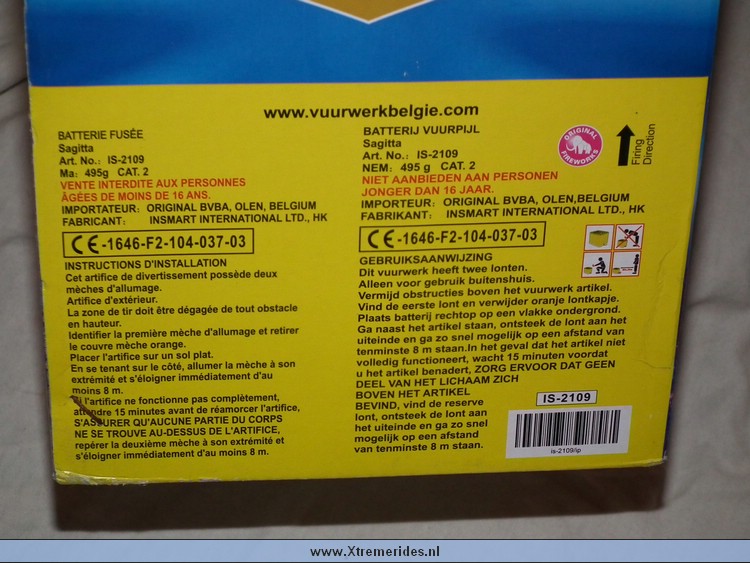 www.vuurwerkbelgie.com
BATTERIE FUSÉE
Sagitta
Art. No.: IS-2109
Ma: 495g CAT. 2
VENTE INTERDITE AUX PERSONNES
ÂGÉES DE MOINS DE 16 ANS.
IMPORTATEUR: ORIGINAL BVBA, OLEN, BELGIUM
FABRICANT: INSMART INTERNATIONAL LTD., HK
CE-1646-F2-104-037-03
INSTRUCTIONS D'INSTALLATION
Cet artifice de divertissement possède deux
mèches d'allumage.
Artifice d'extérieur.
La zone de tir doit être dégagée de tout obstacle
en hauteur.
Identifier la première mèche d'allumage et retirer
le couvre mèche orange.
Placer l'artifice sur un sol plat.
En se tenant sur le côté, allumer la mèche à son
extrémité et s'éloigner immédiatement d'au
moins 8 m.
Si l'artifice ne fonctionne pas complètement,
attendre 15 minutes avant de réamorcer l'artifice,
S'ASSURER QU'AUCUNE PARTIE DU CORPS
NE SE TROUVE AU-DESSUS DE L'ARTIFICE,
repérer la deuxième mèche à son extrémité et
s'éloigner immédiatement d'au moins 8 m.
BATTERIJ VUURPIJL
Sagitta
Art. No.: IS-2109
NEM: 495 g CAT. 2
NIET AANBIEDEN AAN PERSONEN
JONGER DAN 16 JAAR.
IMPORTEUR: ORIGINAL BVBA, OLEN,BELGIUM
FABRIKANT: INSMART INTERNATIONAL LTD., HK
CE-1646-F2-104-037-03
GEBRUIKSAANWIJZING
Dit vuurwerk heeft twee lonten.
Alleen voor gebruik buitenshuis.
Vermijd obstructies boven het vuurwerk artikel.
Vind de eerste lont en verwijder oranje lontkapje.
Plaats batterij rechtop op een vlakke ondergrond.
Ga naast het artikel staan, ontsteek de lont aan het
uiteinde en ga zo snel mogelijk op een afstand van
tenminste 8 m staan.In het geval dat het artikel niet
volledig functioneert, wacht 15 minuten voordat
u het artikel benadert, ZORG ERVOOR DAT GEEN
DEEL VAN HET LICHAAM ZICH
BOVEN HET ARTIKEL
BEVIND, vind de reserve
lont, ontsteek de lont aan
het uiteinde en ga zo snel
mogelijk op een afstand
van tenminste 8 m staan.
ORIGINAL
FIREWORKS
Firing
Direction
IS-2109
is-2109/ip
www.Xtremerides.nl